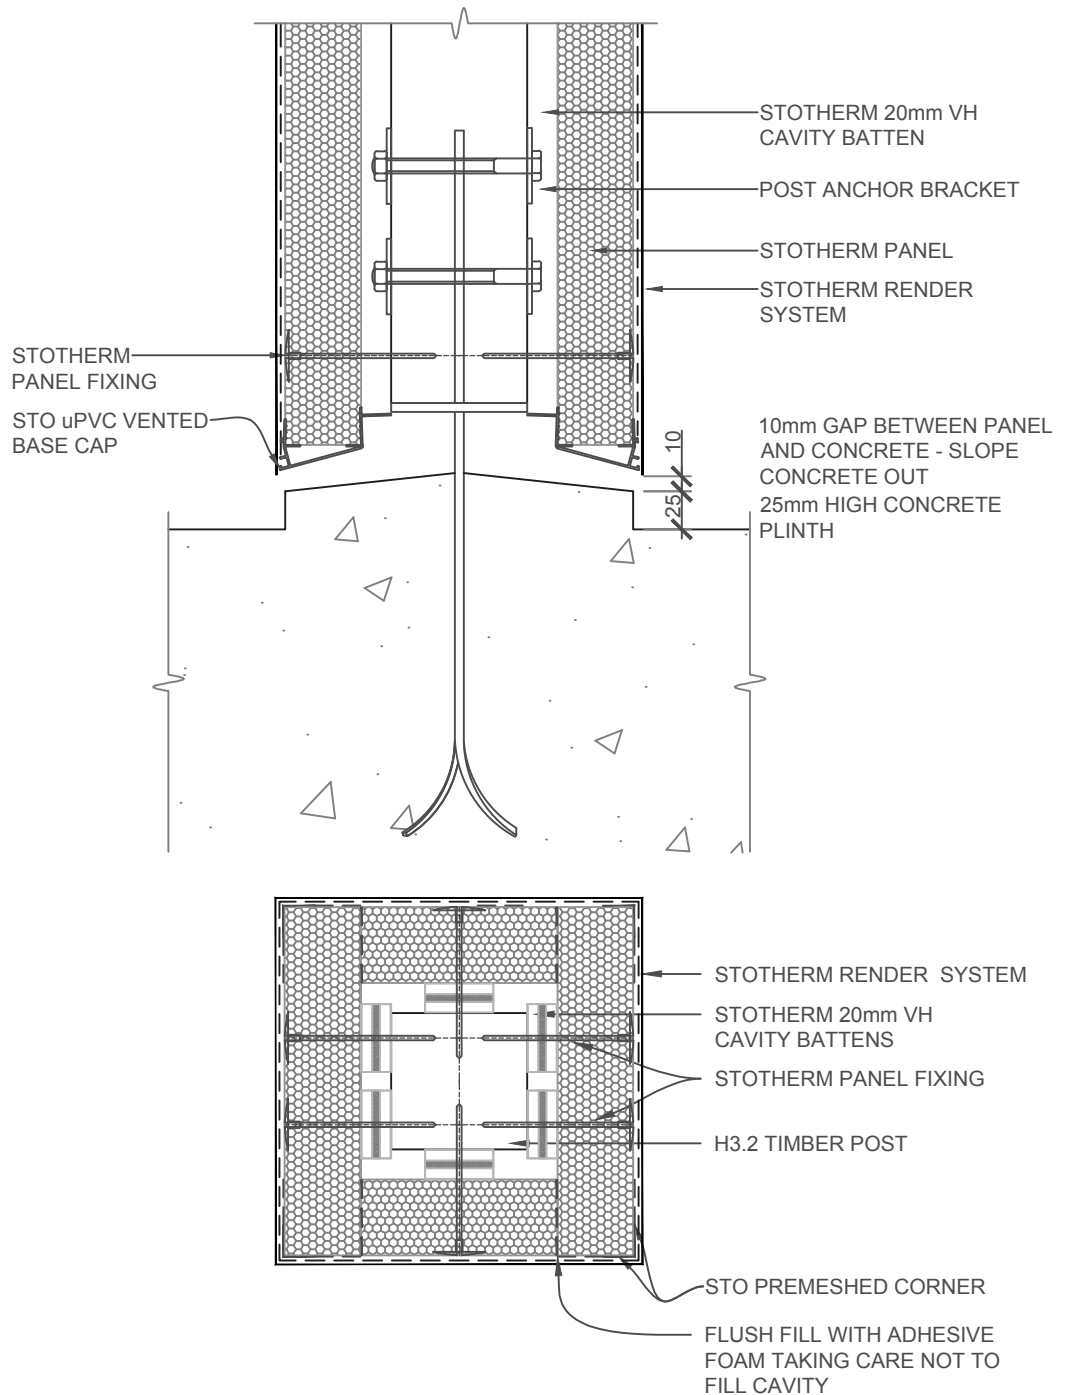 STOTHERM 20mm VH
CAVITY BATTEN
POST ANCHOR BRACKET
STOTHERM PANEL
STOTHERM RENDER
SYSTEM
STOTHERM
PANEL FIXING
STO uPVC VENTED
BASE CAP
10
25
10mm GAP BETWEEN PANEL
AND CONCRETE - SLOPE
CONCRETE OUT
25mm HIGH CONCRETE
PLINTH
STOTHERM RENDER SYSTEM
STOTHERM 20mm VH
CAVITY BATTENS
STOTHERM PANEL FIXING
H3.2 TIMBER POST
STO PREMESHED CORNER
FLUSH FILL WITH ADHESIVE
FOAM TAKING CARE NOT TO
FILL CAVITY